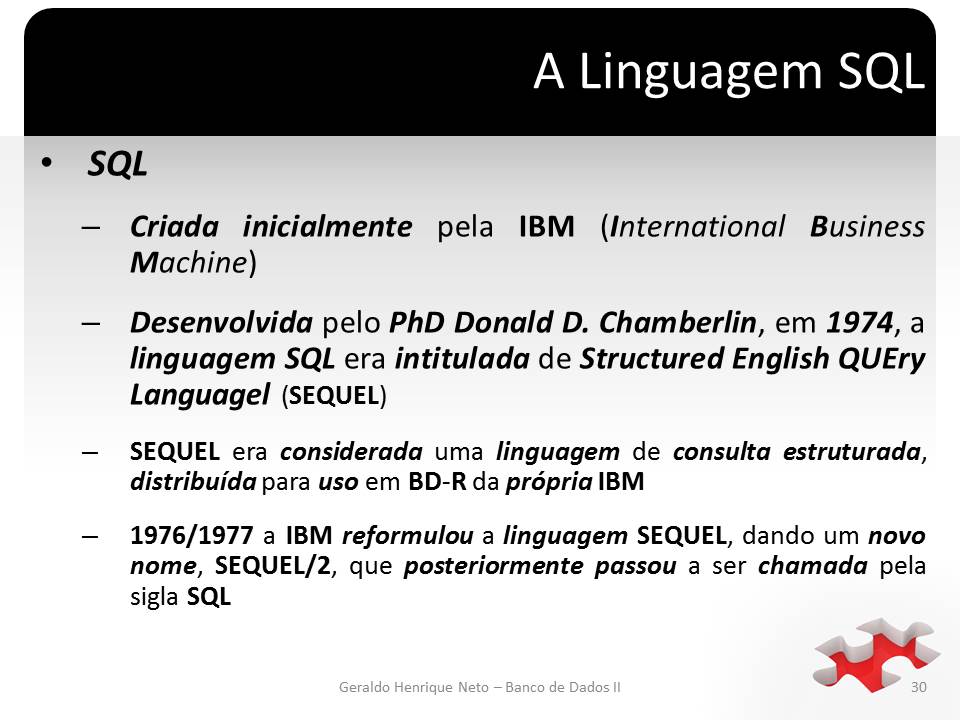 A Linguagem SQL
• SQL
– Criada inicialmente pela IBM (International Business
Machine)
– Desenvolvida pelo PhD Donald D. Chamberlin, em 1974, a
linguagem SQL era intitulada de Structured English QUEry
Languagel (SEQUEL)
– SEQUEL era considerada uma linguagem de consulta estruturada,
distribuída para uso em BD-R da própria IBM
– 1976/1977 a IBM reformulou a linguagem SEQUEL, dando um novo
nome, SEQUEL/2, que posteriormente passou a ser chamada pela
sigla SQL
Geraldo Henrique Neto – Banco de Dados II
30